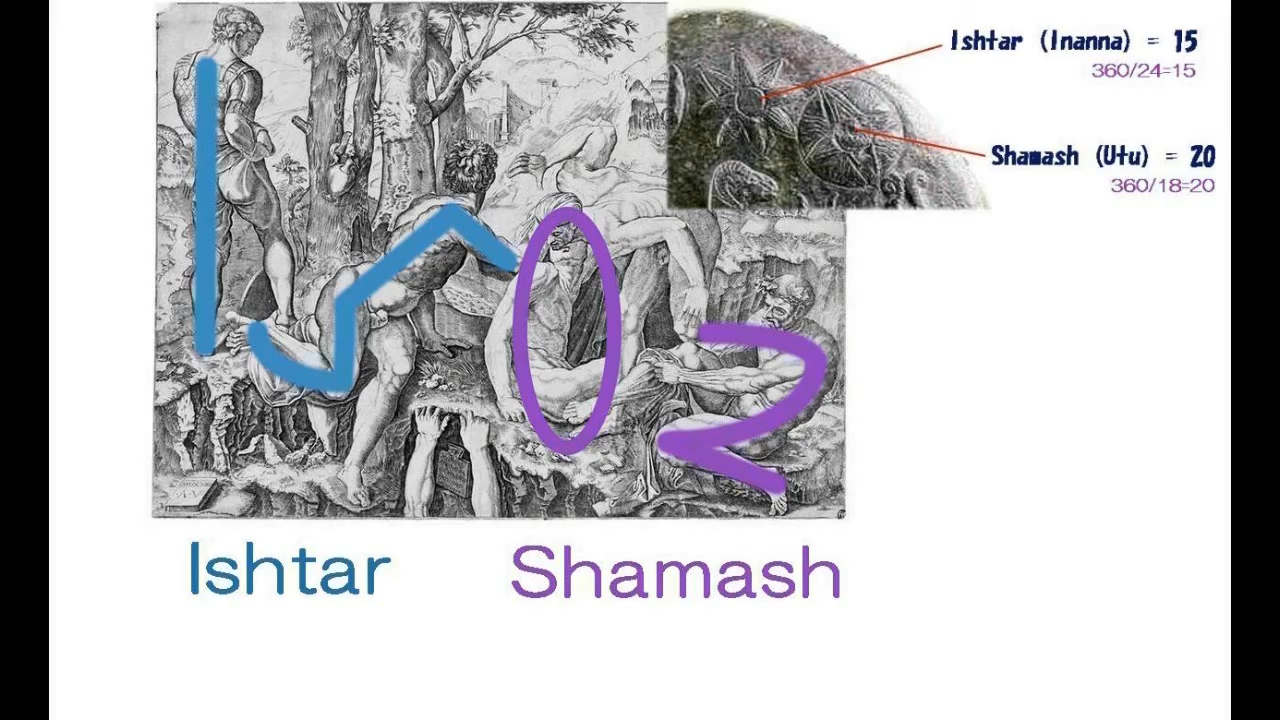 Ishtar (Inanna) = 15
360/24=15
Shamash (Utu) = 20
360/18=20
Ishtar
Shamash